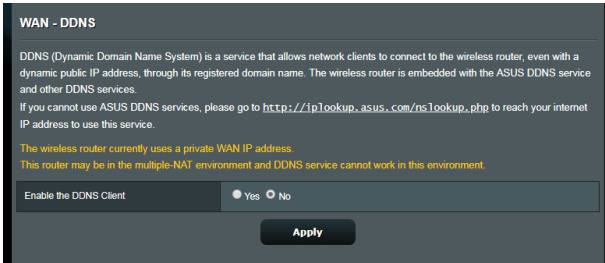 WAN - DDNS
DDNS (Dynamic Domain Name System) is a service that allows network clients to connect to the wireless router, even with a
dynamic public IP address, through its registered domain name. The wireless router is embedded with the ASUS DDNS service
and other DDNS services.
If you cannot use ASUS DDNS services, please go to http://iplookup.asus.com/nslookup.php to reach your internet
IP address to use this service.
The wireless router currently uses a private WAN IP address.
This router may be in the multiple-NAT environment and DDNS service cannot work in this environment.
Enable the DDNS Client Yes No
Apply